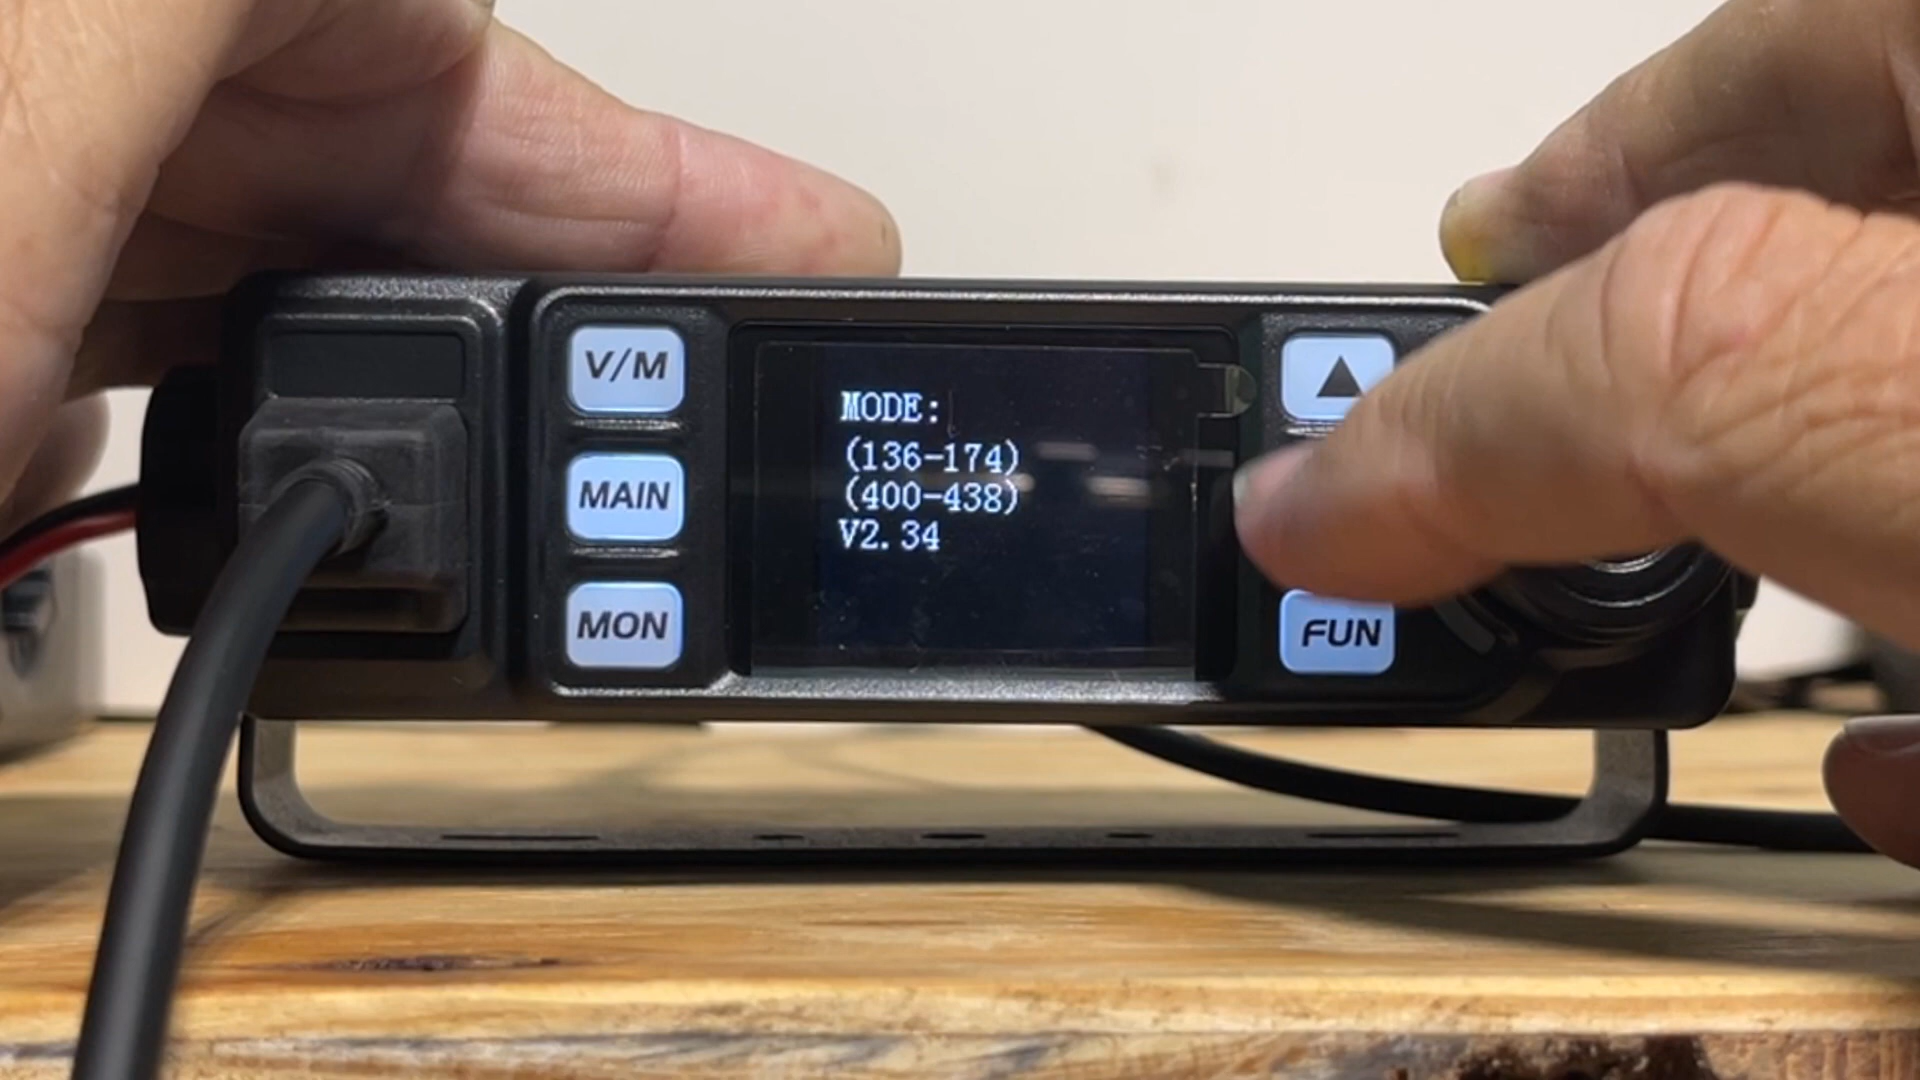 V/M
MAIN
MON
MODE:
(136-174)
(400-438)
V2.34
▲
FUN